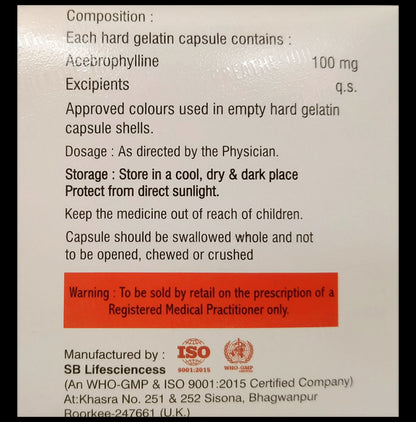 Composition :
Each hard gelatin capsule contains :
Acebrophylline 100 mg
Excipients q.s.
Approved colours used in empty hard gelatin
capsule shells.
Dosage : As directed by the Physician.
Storage : Store in a cool, dry & dark place
Protect from direct sunlight.
Keep the medicine out of reach of children.
Capsule should be swallowed whole and not
to be opened, chewed or crushed
Warning : To be sold by retail on the prescription of a
Registered Medical Practitioner only.
Manufactured by :
ISO
9001:2015
WHO-GMP
SB Lifesciencess
(An WHO-GMP & ISO 9001:2015 Certified Company)
At:Khasra No. 251 & 252 Sisona, Bhagwanpur
Roorkee-247661 (U.K.)